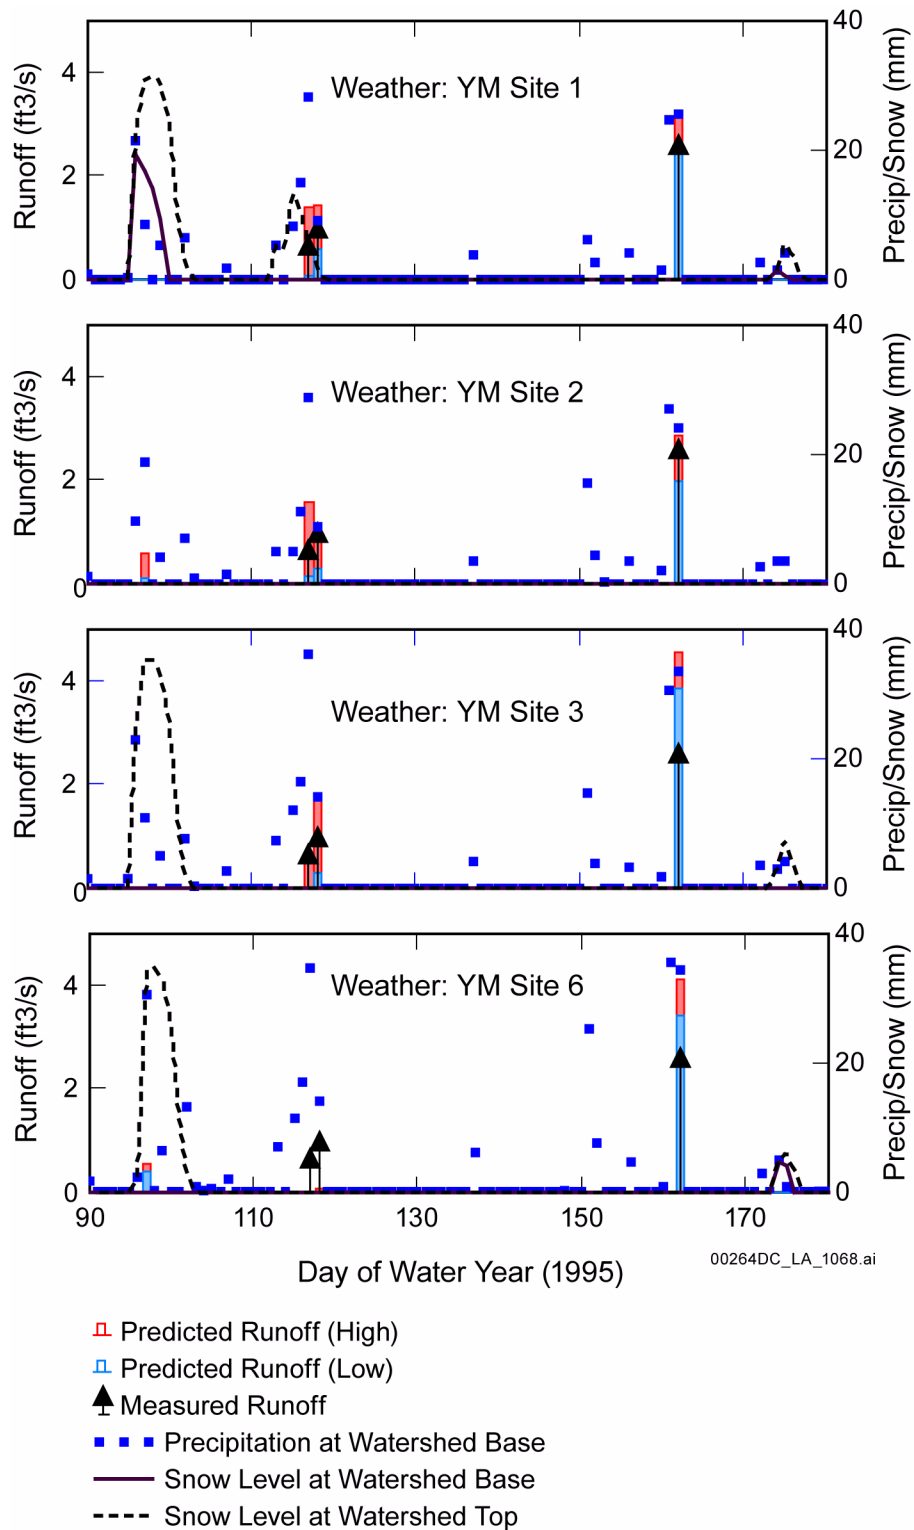 40
4
Weather: YM Site 1
Runoff (ft3/s)
Precip/Snow (mm)
2
20
0
0
40
4
Weather: YM Site 2
Runoff (ft3/s)
Precip/Snow (mm)
2
20
0
0
40
4
Weather: YM Site 3
Runoff (ft3/s)
Precip/Snow (mm)
2
20
0
0
40
4
Weather: YM Site 6
Runoff (ft3/s)
Precip/Snow (mm)
2
20
0
0
90 110 130 150 170
Day of Water Year (1995)
00264DC_LA_1068.ai
Predicted Runoff (High)
Predicted Runoff (Low)
Measured Runoff
Precipitation at Watershed Base
Snow Level at Watershed Base
Snow Level at Watershed Top